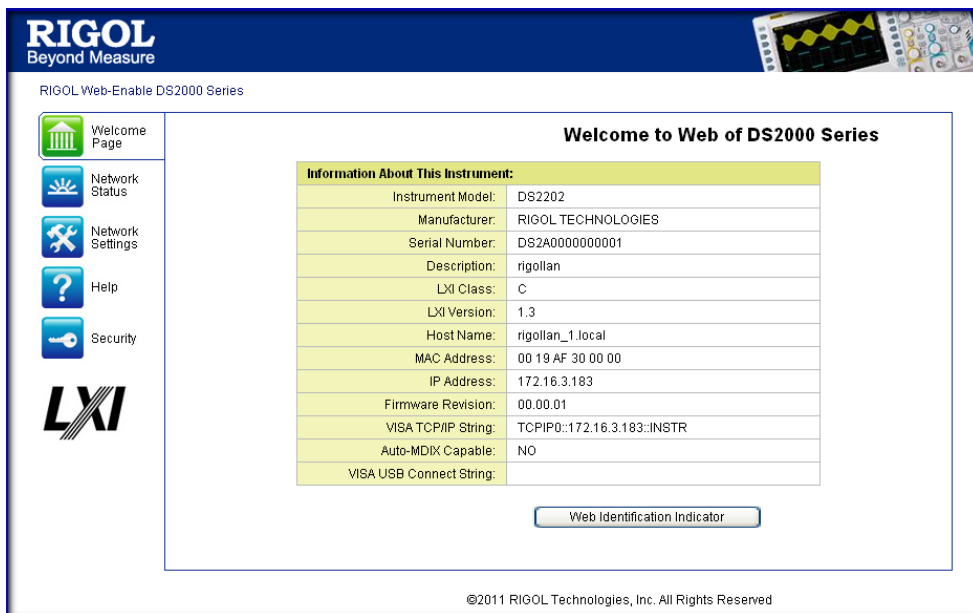 RIGOL
Beyond Measure
RIGOL Web-Enable DS2000 Series
Welcome Page
Network Status
Network Settings
Help
Security
LXI
Welcome to Web of DS2000 Series
Information About This Instrument:
Instrument Model: DS2202
Manufacturer: RIGOL TECHNOLOGIES
Serial Number: DS2A0000000001
Description: rigollan
LXI Class: C
LXI Version: 1.3
Host Name: rigollan_1.local
MAC Address: 00 19 AF 30 00 00
IP Address: 172.16.3.183
Firmware Revision: 00.00.01
VISA TCP/IP String: TCPIP0::172.16.3.183::INSTR
Auto-MDIX Capable: NO
VISA USB Connect String:
Web Identification Indicator
©2011 RIGOL Technologies, Inc. All Rights Reserved